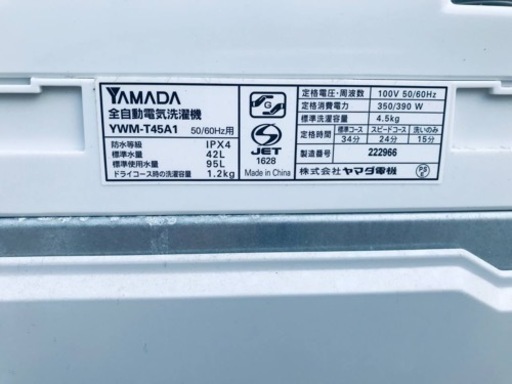 YAMADA
全自動電気洗濯機
YWM-T45A1 50/60Hz用
防水等級 IPX4
標準水量 42L
標準使用水量 95L
ドライコース時の洗濯容量 1.2kg
G
S
JET
1628
Made in China
定格電圧・周波数 100V 50/60Hz
定格消費電力 350/390 W
標準洗濯容量 4.5kg
定格時間 標準コース スピードコース 洗いのみ
34分 24分 15分
製造番号 222966
株式会社 ヤマダ電機
PS
E